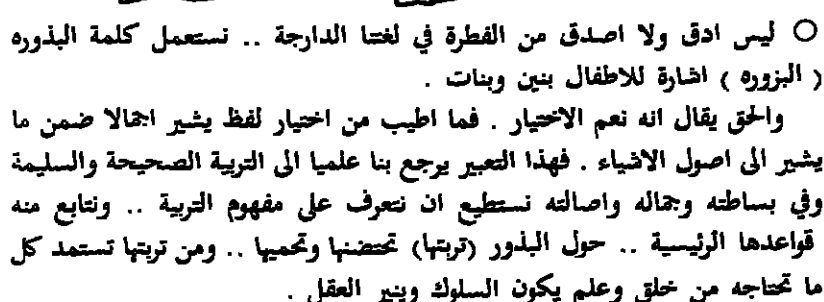 ○ ليس ادق ولا اصدق من الفطرة في لغتنا الدارجة .. نستعمل كلمة البذوره
( البزوره ) اشارة للاطفال بنين وبنات .
والحق يقال انه نعم الاختيار . فما اطيب من اختيار لفظ يشير اجمالا ضمن ما
يشير الى اصول الاشياء . فهذا التعبير يرجع بنا علميا الى التربية الصحيحة والسليمة
وفي بساطته وجماله واصالته نستطيع ان نتعرف على مفهوم التربية .. ونتابع منه
قواعدها الرئيسية .. حول البذور (تربتها) تحتضنها وتحميها .. ومن تربتها تستمد كل
ما تحتاجه من خلق وعلم يكون السلوك وينير العقل .